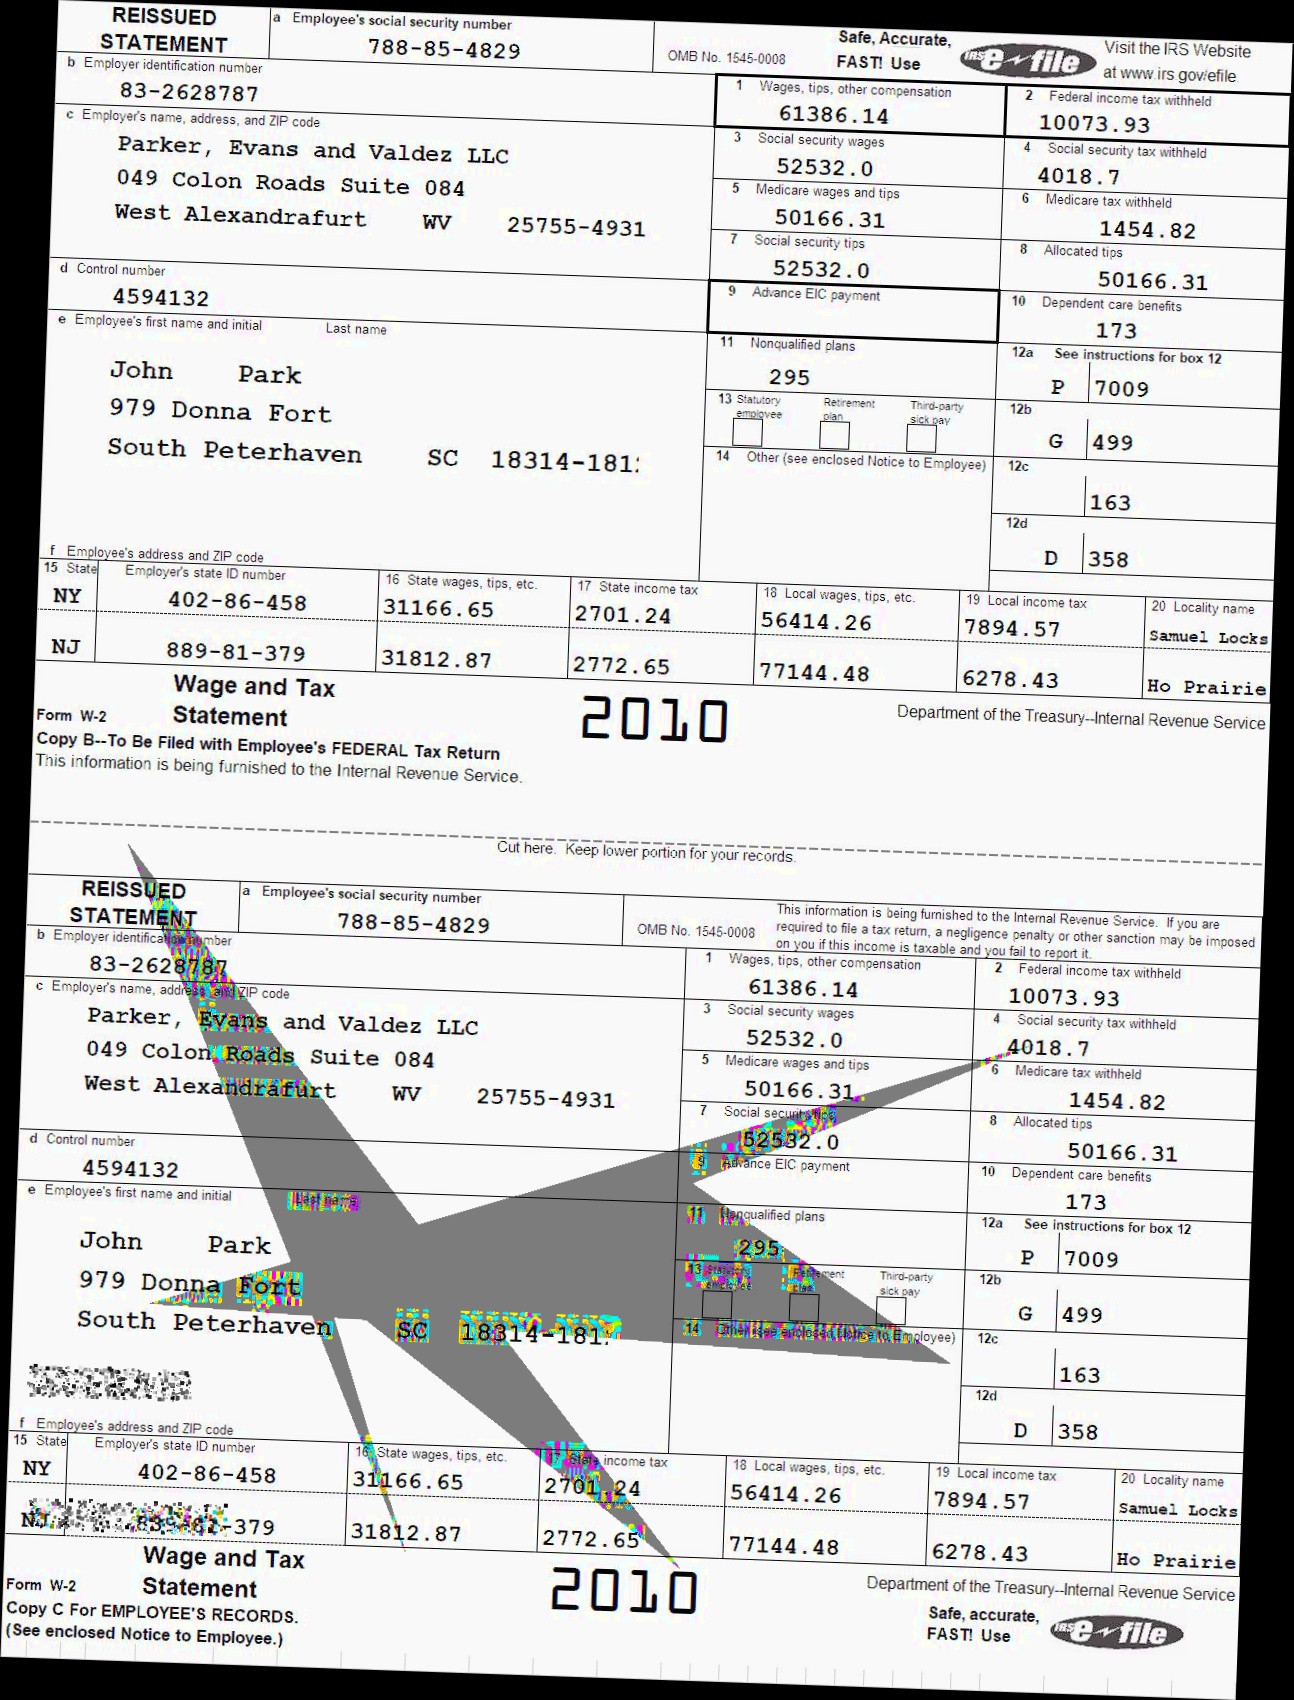 REISSUED STATEMENT
a Employee's social security number
788-85-4829
OMB No. 1545-0008
Safe, Accurate, FAST! Use
IRS e~file
Visit the IRS Website at www.irs.gov/efile
b Employer identification number
83-2628787
1 Wages, tips, other compensation
61386.14
2 Federal income tax withheld
10073.93
c Employer's name, address, and ZIP code
Parker, Evans and Valdez LLC
049 Colon Roads Suite 084
West Alexandrafurt WV 25755-4931
3 Social security wages
52532.0
4 Social security tax withheld
4018.7
5 Medicare wages and tips
50166.31
6 Medicare tax withheld
1454.82
7 Social security tips
52532.0
8 Allocated tips
50166.31
d Control number
4594132
9 Advance EIC payment
10 Dependent care benefits
173
e Employee's first name and initial Last name
John Park
979 Donna Fort
South Peterhaven SC
11 Nonqualified plans
295
12a See instructions for box 12
P 7009
13 Statutory employee Retirement plan Third-party sick pay
12b
G 499
14 Other (see enclosed Notice to Employee)
12c
163
12d
D 358
f Employee's address and ZIP code
15 State Employer's state ID number
16 State wages, tips, etc.
17 State income tax
18 Local wages, tips, etc.
19 Local income tax
20 Locality name
NY 402-86-458 31166.65 2701.24 56414.26 7894.57 Samuel Locks
NJ 889-81-379 31812.87 2772.65 77144.48 6278.43 Ho Prairie
Form W-2 Wage and Tax Statement
2010
Department of the Treasury--Internal Revenue Service
Copy B--To Be Filed with Employee's FEDERAL Tax Return
This information is being furnished to the Internal Revenue Service.
Cut here. Keep lower portion for your records.
REISSUED STATEMENT
a Employee's social security number
788-85-4829
OMB No. 1545-0008
This information is being furnished to the Internal Revenue Service. If you are
required to file a tax return, a negligence penalty or other sanction may be imposed
on you if this income is taxable and you fail to report it.
b Employer identification number
83-2628787
1 Wages, tips, other compensation
61386.14
2 Federal income tax withheld
10073.93
c Employer's name, address, and ZIP code
Parker, Evans and Valdez LLC
049 Colon Roads Suite 084
West Alexandrafurt WV 25755-4931
3 Social security wages
52532.0
4 Social security tax withheld
4018.7
5 Medicare wages and tips
50166.31
6 Medicare tax withheld
1454.82
7 Social security tips
52532.0
8 Allocated tips
50166.31
d Control number
4594132
9 Advance EIC payment
10 Dependent care benefits
173
e Employee's first name and initial Last name
John Park
979 Donna Fort
South Peterhaven SC
11 Nonqualified plans
295
12a See instructions for box 12
P 7009
13 Statutory employee Retirement plan Third-party sick pay
12b
G 499
14 Other (see enclosed Notice to Employee)
12c
163
12d
D 358
f Employee's address and ZIP code
15 State Employer's state ID number
16 State wages, tips, etc.
17 State income tax
18 Local wages, tips, etc.
19 Local income tax
20 Locality name
NY 402-86-458 31166.65 2701.24 56414.26 7894.57 Samuel Locks
NJ 31812.87 2772.65 77144.48 6278.43 Ho Prairie
Form W-2 Wage and Tax Statement
2010
Department of the Treasury--Internal Revenue Service
Copy C For EMPLOYEE'S RECORDS.
(See enclosed Notice to Employee.)
Safe, accurate, FAST! Use
IRS e~file